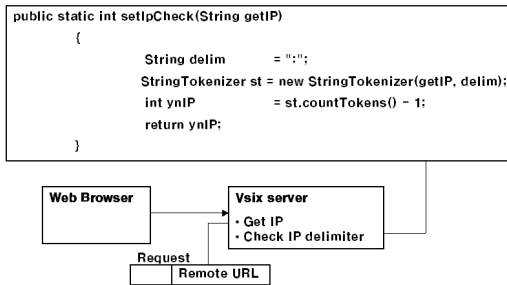 public static int setIpCheck(String getIP)
{
String delim = ":";
StringTokenizer st = new StringTokenizer(getIP, delim);
int ynIP = st.countTokens() - 1;
return ynIP;
}
Web Browser
Vsix server
• Get IP
• Check IP delimiter
Request
Remote URL